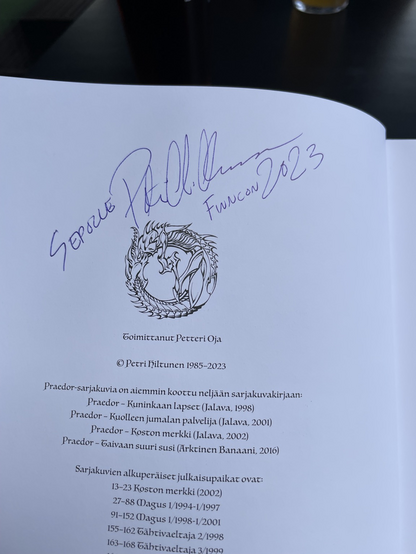 SEPOLLE Petri Hiltunen
FINNCON 2023
Toimittanut Petteri Oja
© Petri Hiltunen 1985–2023
Praedor-sarjakuvia on aiemmin koottu neljään sarjakuvakirjaan:
Praedor – Kuninkaan lapset (Jalava, 1998)
Praedor – Kuolleen jumalan palvelija (Jalava, 2001)
Praedor – Koston merkki (Jalava, 2002)
Praedor – Taivaan suuri susi (Arktinen Banaani, 2016)
Sarjakuvien alkuperäiset julkaisupaikat ovat:
13–23 Koston merkki (2002)
27–88 Magus 1/1994–1/1997
91–152 Magus 1/1998–1/2001
155–162 Tähtivaeltaja 2/1998
163–168 Tähtivaeltaja 3/1999